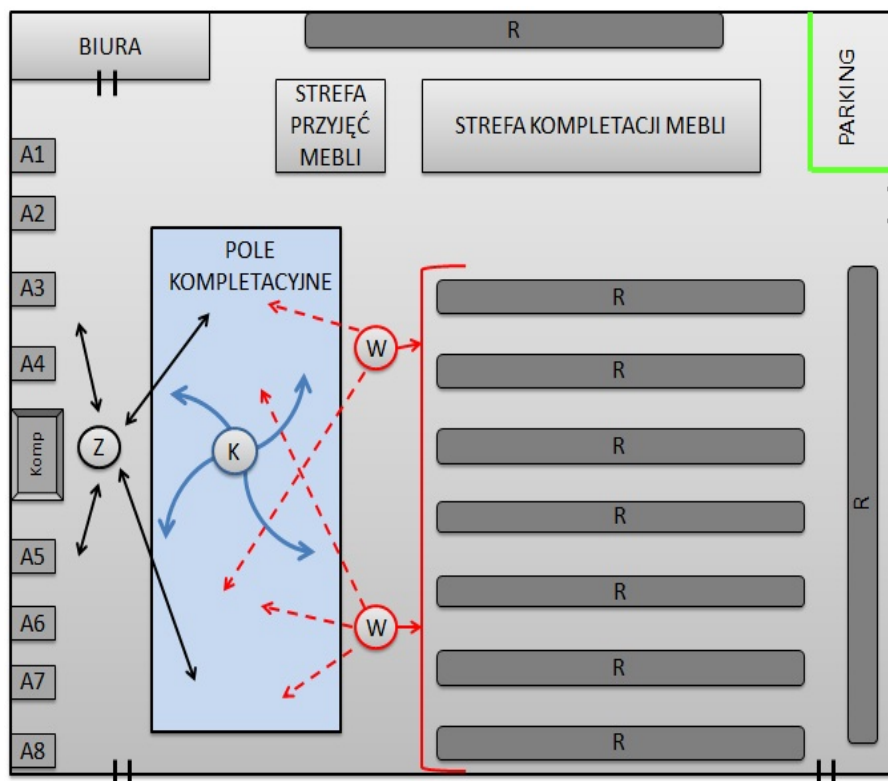 BIURA
R
STREFA
PRZYJĘĆ
MEBLI
STREFA KOMPLETACJI MEBLI
PARKING
A1
A2
POLE
KOMPLETACYJNE
A3
R
W
A4
R
Komp
Z
K
R
R
R
A5
R
A6
W
A7
R
A8
R